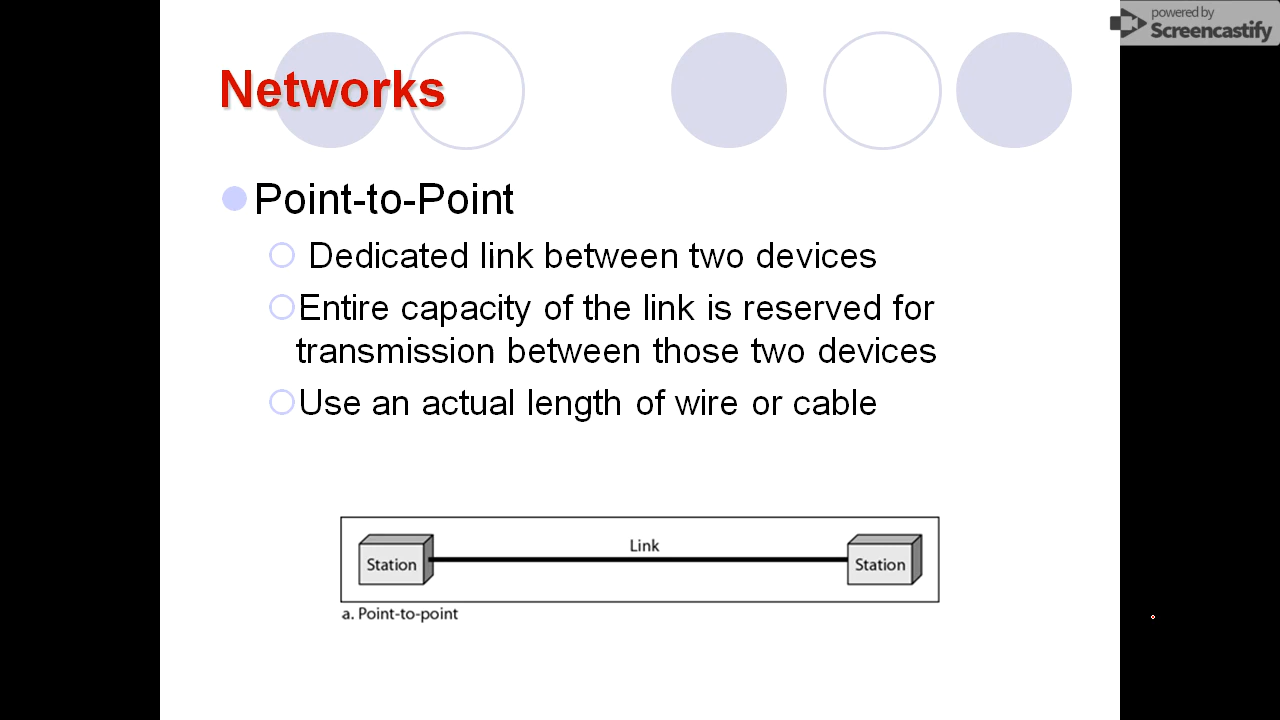 powered by
Screencastify
Networks
Point-to-Point
Dedicated link between two devices
Entire capacity of the link is reserved for
transmission between those two devices
Use an actual length of wire or cable
Link
Station
Station
a. Point-to-point